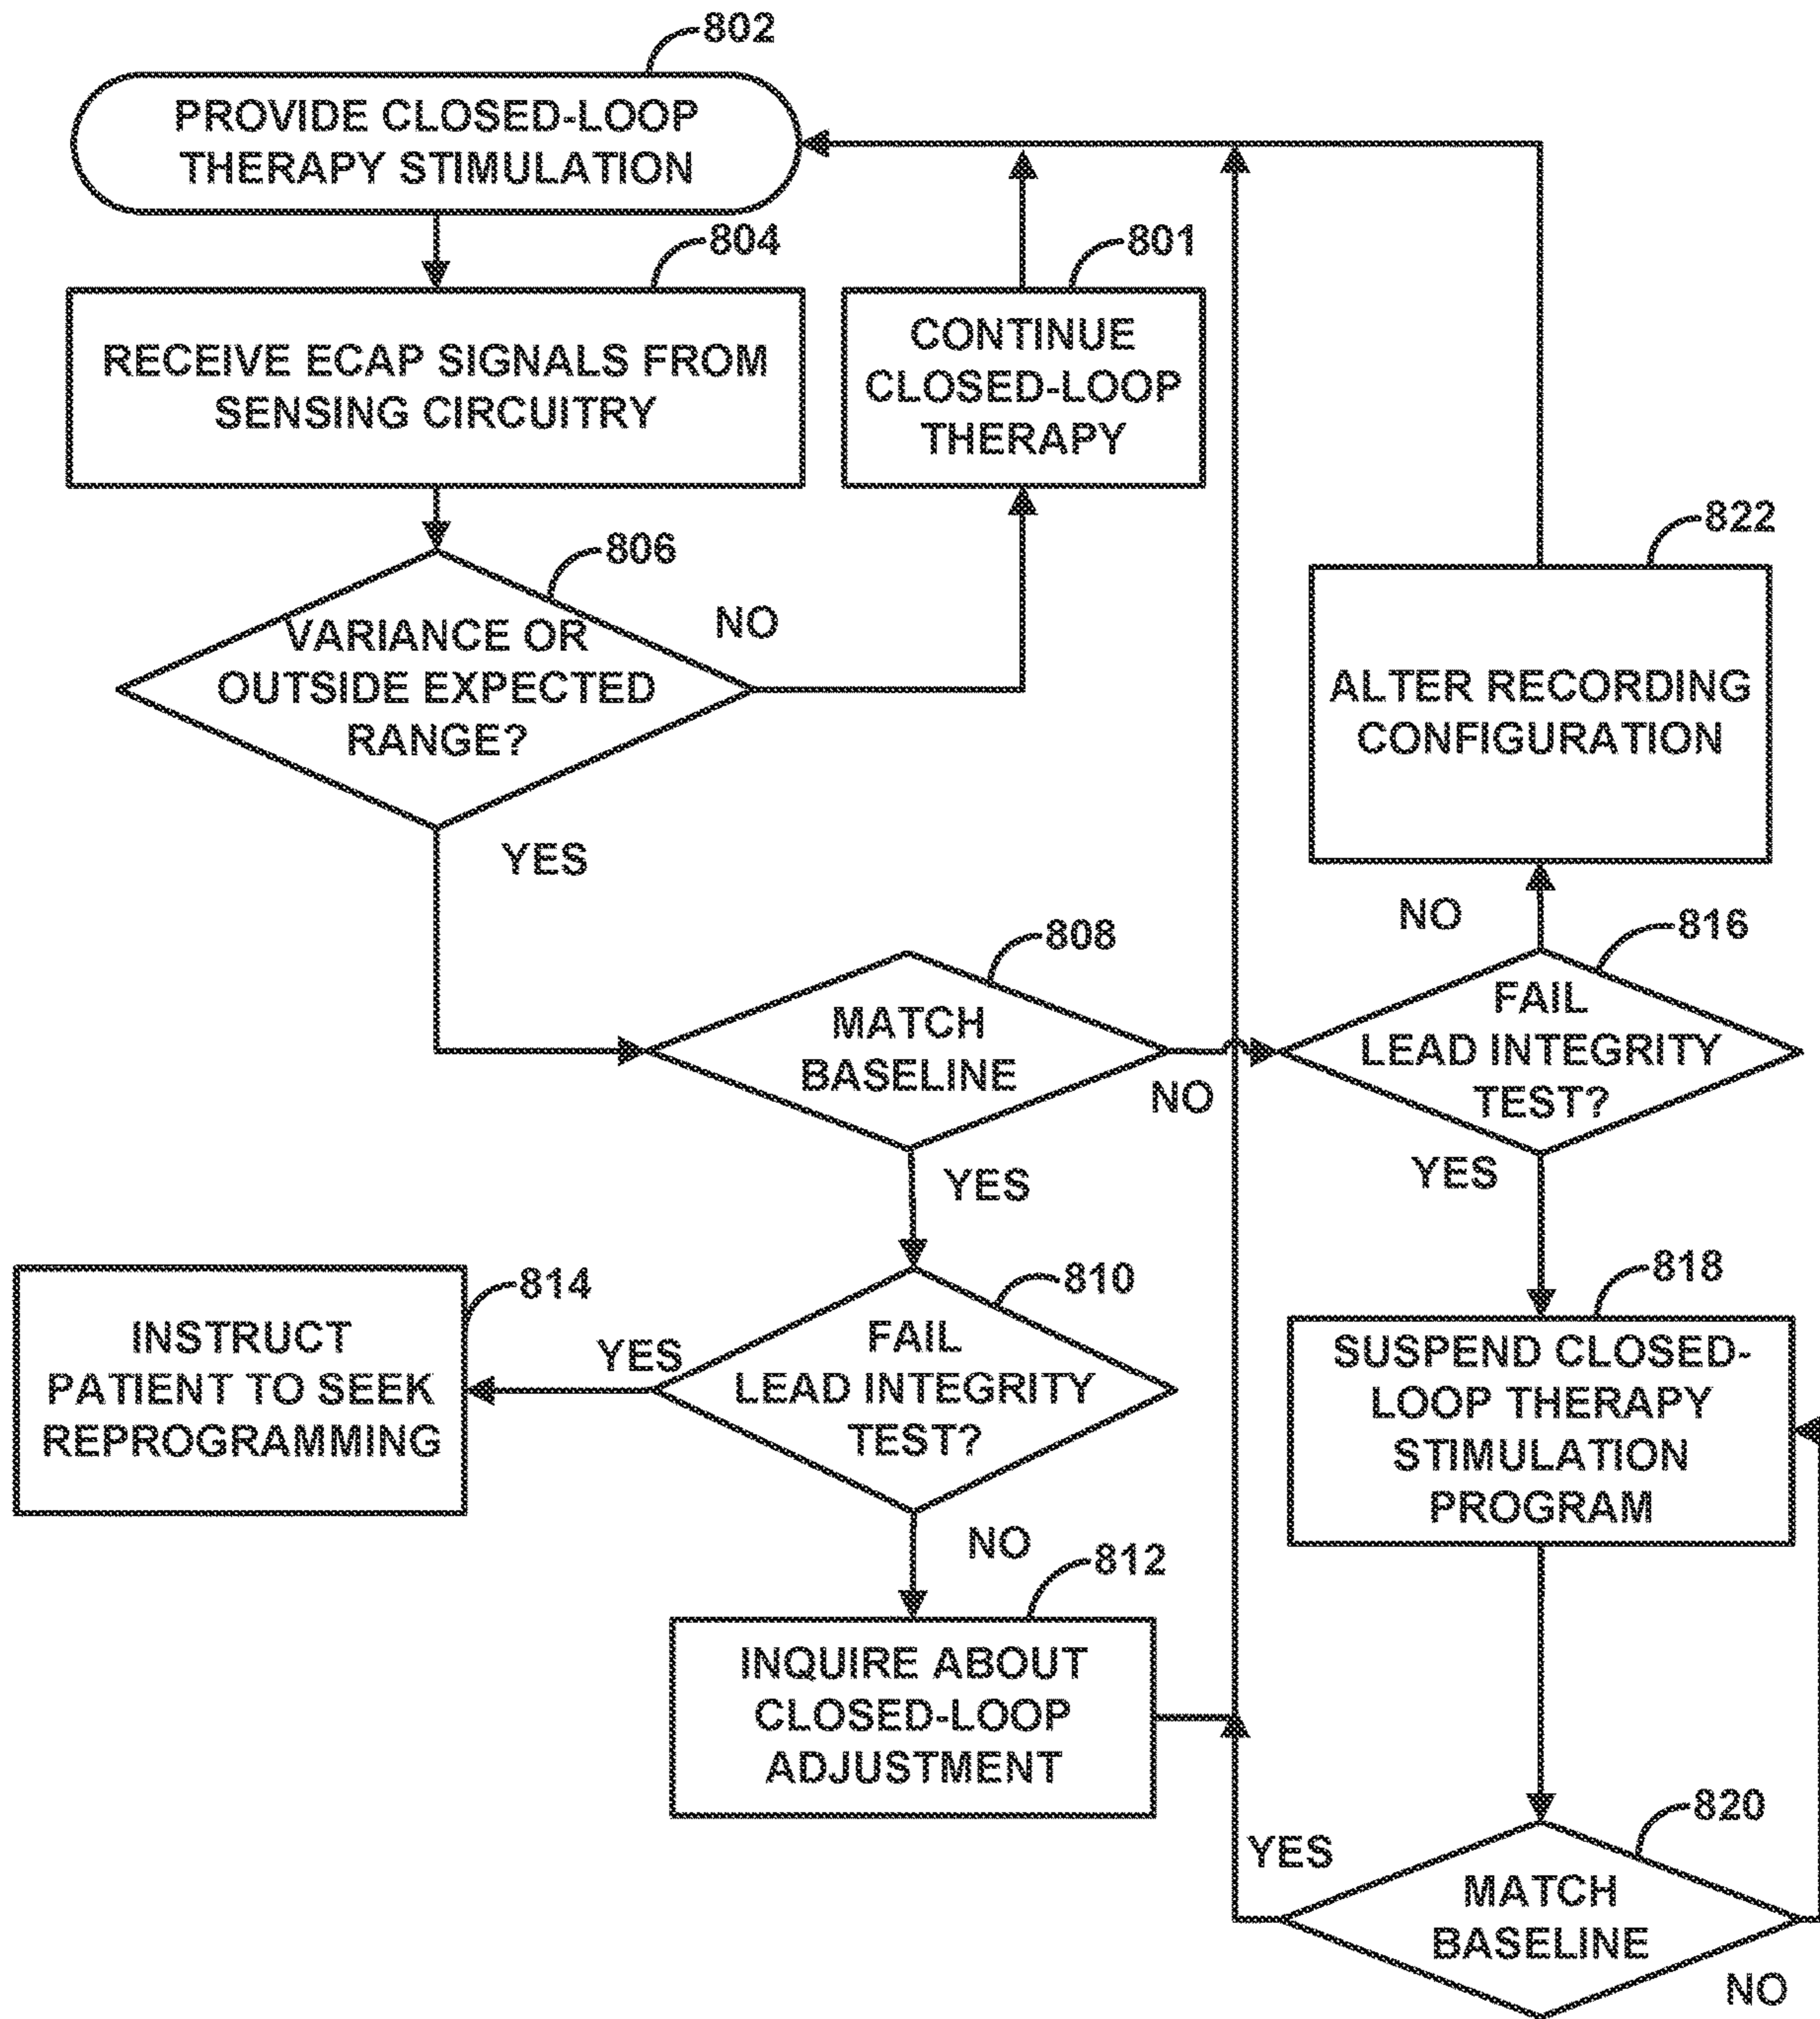 802
PROVIDE CLOSED-LOOP
THERAPY STIMULATION
804
RECEIVE ECAP SIGNALS FROM
SENSING CIRCUITRY
801
CONTINUE
CLOSED-LOOP
THERAPY
806
VARIANCE OR
OUTSIDE EXPECTED
RANGE?
NO
YES
822
ALTER RECORDING
CONFIGURATION
NO
808
MATCH
BASELINE
NO
YES
816
FAIL
LEAD INTEGRITY
TEST?
YES
814
INSTRUCT
PATIENT TO SEEK
REPROGRAMMING
YES
810
FAIL
LEAD INTEGRITY
TEST?
NO
818
SUSPEND CLOSED-
LOOP THERAPY
STIMULATION
PROGRAM
812
INQUIRE ABOUT
CLOSED-LOOP
ADJUSTMENT
820
YES
MATCH
BASELINE
NO